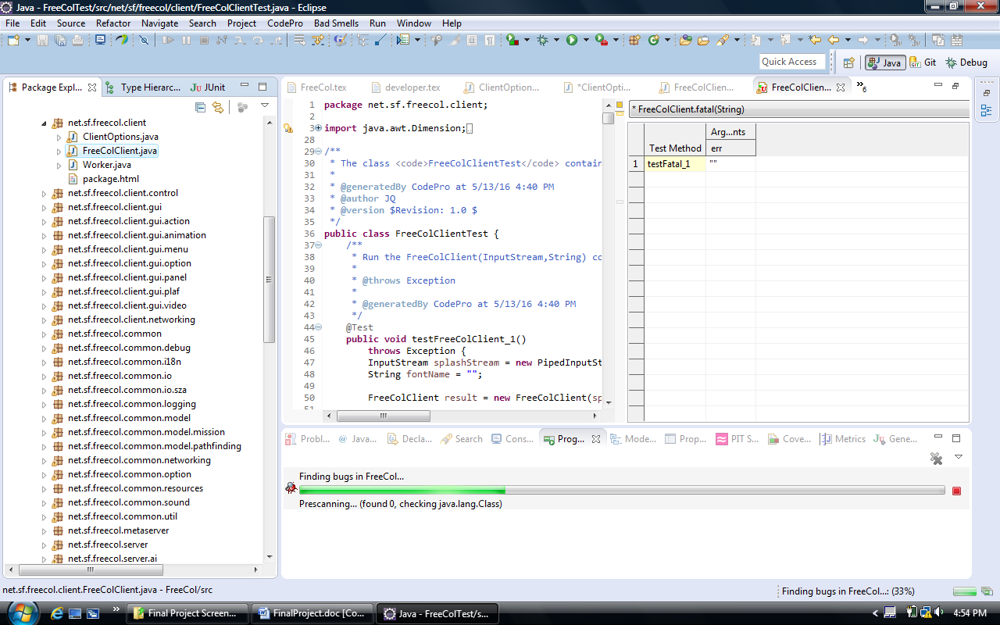 Java - FreeColTest/src/net/sf/freecol/client/FreeColClientTest.java - Eclipse
File Edit Source Refactor Navigate Search Project CodePro Bad Smells Run Window Help
Quick Access
Java
Git
Debug
Package Expl...
Type Hierarc...
JUnit
net.sf.freecol.client
ClientOptions.java
FreeColClient.java
Worker.java
package.html
net.sf.freecol.client.control
net.sf.freecol.client.gui
net.sf.freecol.client.gui.action
net.sf.freecol.client.gui.animation
net.sf.freecol.client.gui.menu
net.sf.freecol.client.gui.option
net.sf.freecol.client.gui.panel
net.sf.freecol.client.gui.plaf
net.sf.freecol.client.gui.video
net.sf.freecol.client.networking
net.sf.freecol.common
net.sf.freecol.common.debug
net.sf.freecol.common.i18n
net.sf.freecol.common.io
net.sf.freecol.common.io.sza
net.sf.freecol.common.logging
net.sf.freecol.common.model
net.sf.freecol.common.model.mission
net.sf.freecol.common.model.pathfinding
net.sf.freecol.common.networking
net.sf.freecol.common.option
net.sf.freecol.common.resources
net.sf.freecol.common.sound
net.sf.freecol.common.util
net.sf.freecol.metaserver
net.sf.freecol.server
net.sf.freecol.server.ai
FreeCol.tex
developer.tex
ClientOption...
*ClientOpti...
FreeColClien...
FreeColClien...
6
1 package net.sf.freecol.client;
2
3 import java.awt.Dimension;
28
29 /**
30 * The class <code>FreeColClientTest</code> contain
31 *
32 * @generatedBy CodePro at 5/13/16 4:40 PM
33 * @author JQ
34 * @version $Revision: 1.0 $
35 */
36 public class FreeColClientTest {
37 /**
38 * Run the FreeColClient(InputStream,String) co
39 *
40 * @throws Exception
41 *
42 * @generatedBy CodePro at 5/13/16 4:40 PM
43 */
44 @Test
45 public void testFreeColClient_1()
46 throws Exception {
47 InputStream splashStream = new PipedInputSt
48 String fontName = "";
49
50 FreeColClient result = new FreeColClient(sp
51
* FreeColClient.fatal(String)
Arg...nts
Test Method err
1 testFatal_1 ""
Probl...
Java...
Decla...
Search
Cons...
Prog...
Mode...
Prop...
PIT S...
Cove...
Metrics
Gene...
Finding bugs in FreeCol...
Prescanning... (found 0, checking java.lang.Class)
net.sf.freecol.client.FreeColClient.java - FreeCol/src
Finding bugs in FreeCol...: (33%)
Final Project Screen...
FinalProject.doc [Co...
Java - FreeColTest/s...
4:54 PM